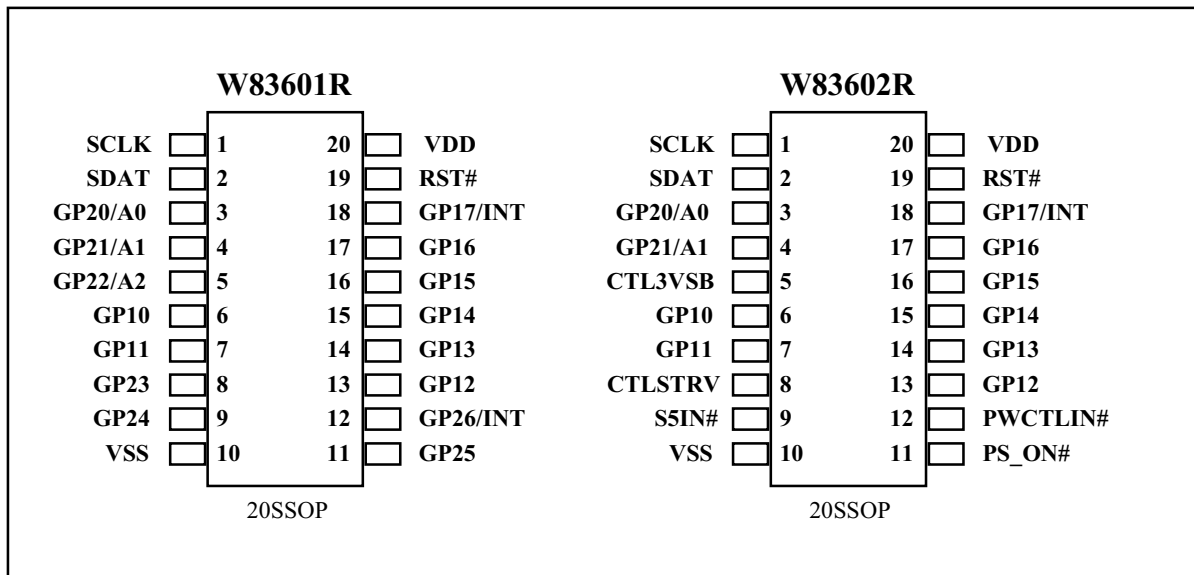 W83601R
SCLK 1 20 VDD
SDAT 2 19 RST#
GP20/A0 3 18 GP17/INT
GP21/A1 4 17 GP16
GP22/A2 5 16 GP15
GP10 6 15 GP14
GP11 7 14 GP13
GP23 8 13 GP12
GP24 9 12 GP26/INT
VSS 10 11 GP25
20SSOP
W83602R
SCLK 1 20 VDD
SDAT 2 19 RST#
GP20/A0 3 18 GP17/INT
GP21/A1 4 17 GP16
CTL3VSB 5 16 GP15
GP10 6 15 GP14
GP11 7 14 GP13
CTLSTRV 8 13 GP12
S5IN# 9 12 PWCTLIN#
VSS 10 11 PS_ON#
20SSOP